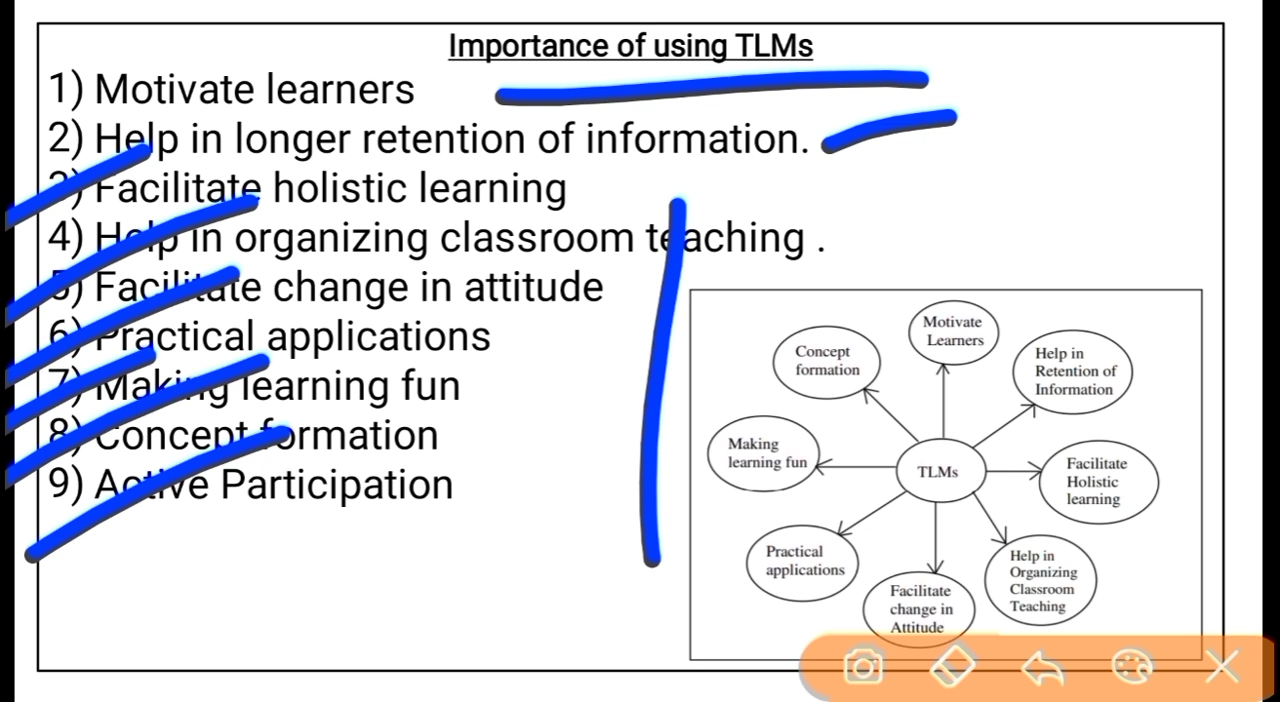 Importance of using TLMs
1) Motivate learners
2) Help in longer retention of information.
3) Facilitate holistic learning
4) Help in organizing classroom teaching .
5) Facilitate change in attitude
6) Practical applications
7) Making learning fun
8) Concept formation
9) Active Participation
Motivate
Learners
Concept
formation
Help in
Retention of
Information
Making
learning fun
TLMs
Facilitate
Holistic
learning
Practical
applications
Help in
Organizing
Classroom
Teaching
Facilitate
change in
Attitude